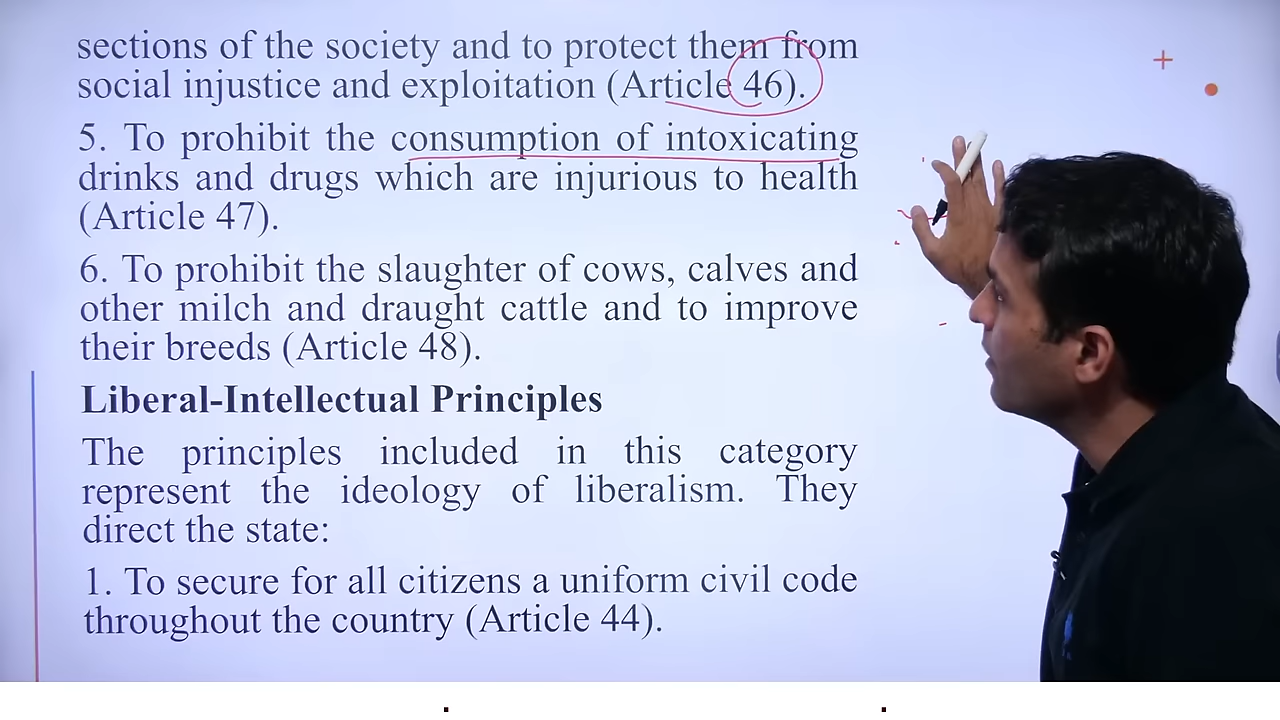 sections of the society and to protect them from
social injustice and exploitation (Article 46).
5. To prohibit the consumption of intoxicating
drinks and drugs which are injurious to health
(Article 47).
6. To prohibit the slaughter of cows, calves and
other milch and draught cattle and to improve
their breeds (Article 48).
Liberal-Intellectual Principles
The principles included in this category
represent the ideology of liberalism. They
direct the state:
1. To secure for all citizens a uniform civil code
throughout the country (Article 44).